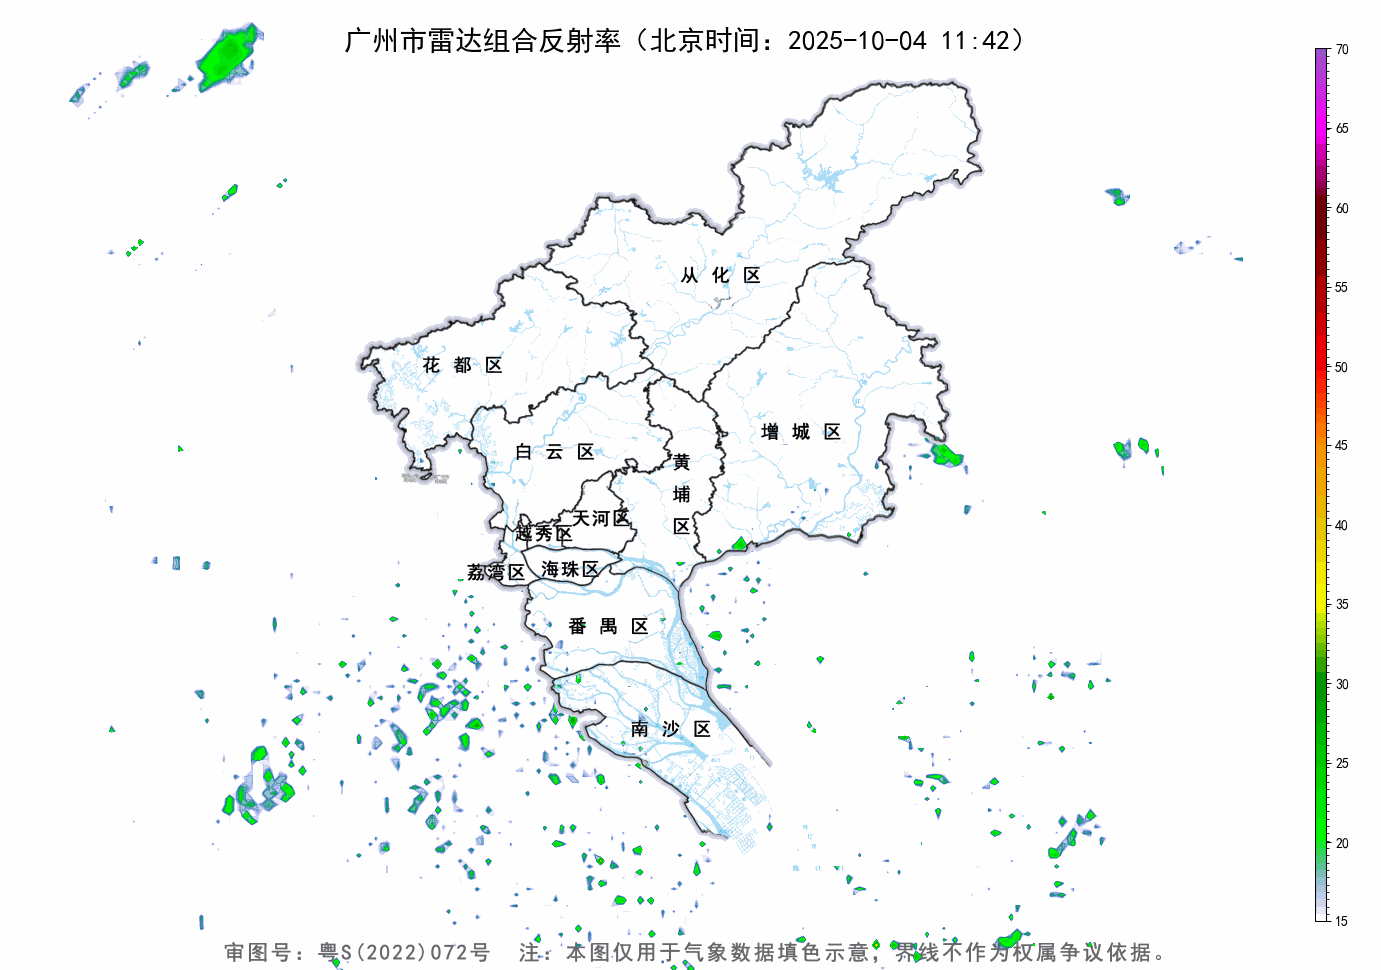 广州市雷达组合反射率（北京时间：2025-10-04 11:42）
70
65
60
55
50
45
40
35
30
25
20
15
从化区
花都区
增城区
白云区
黄埔区
天河区
越秀区
荔湾区
海珠区
番禺区
南沙区
审图号：粤S(2022)072号 注：本图仅用于气象数据填色示意，界线不作为权属争议依据。